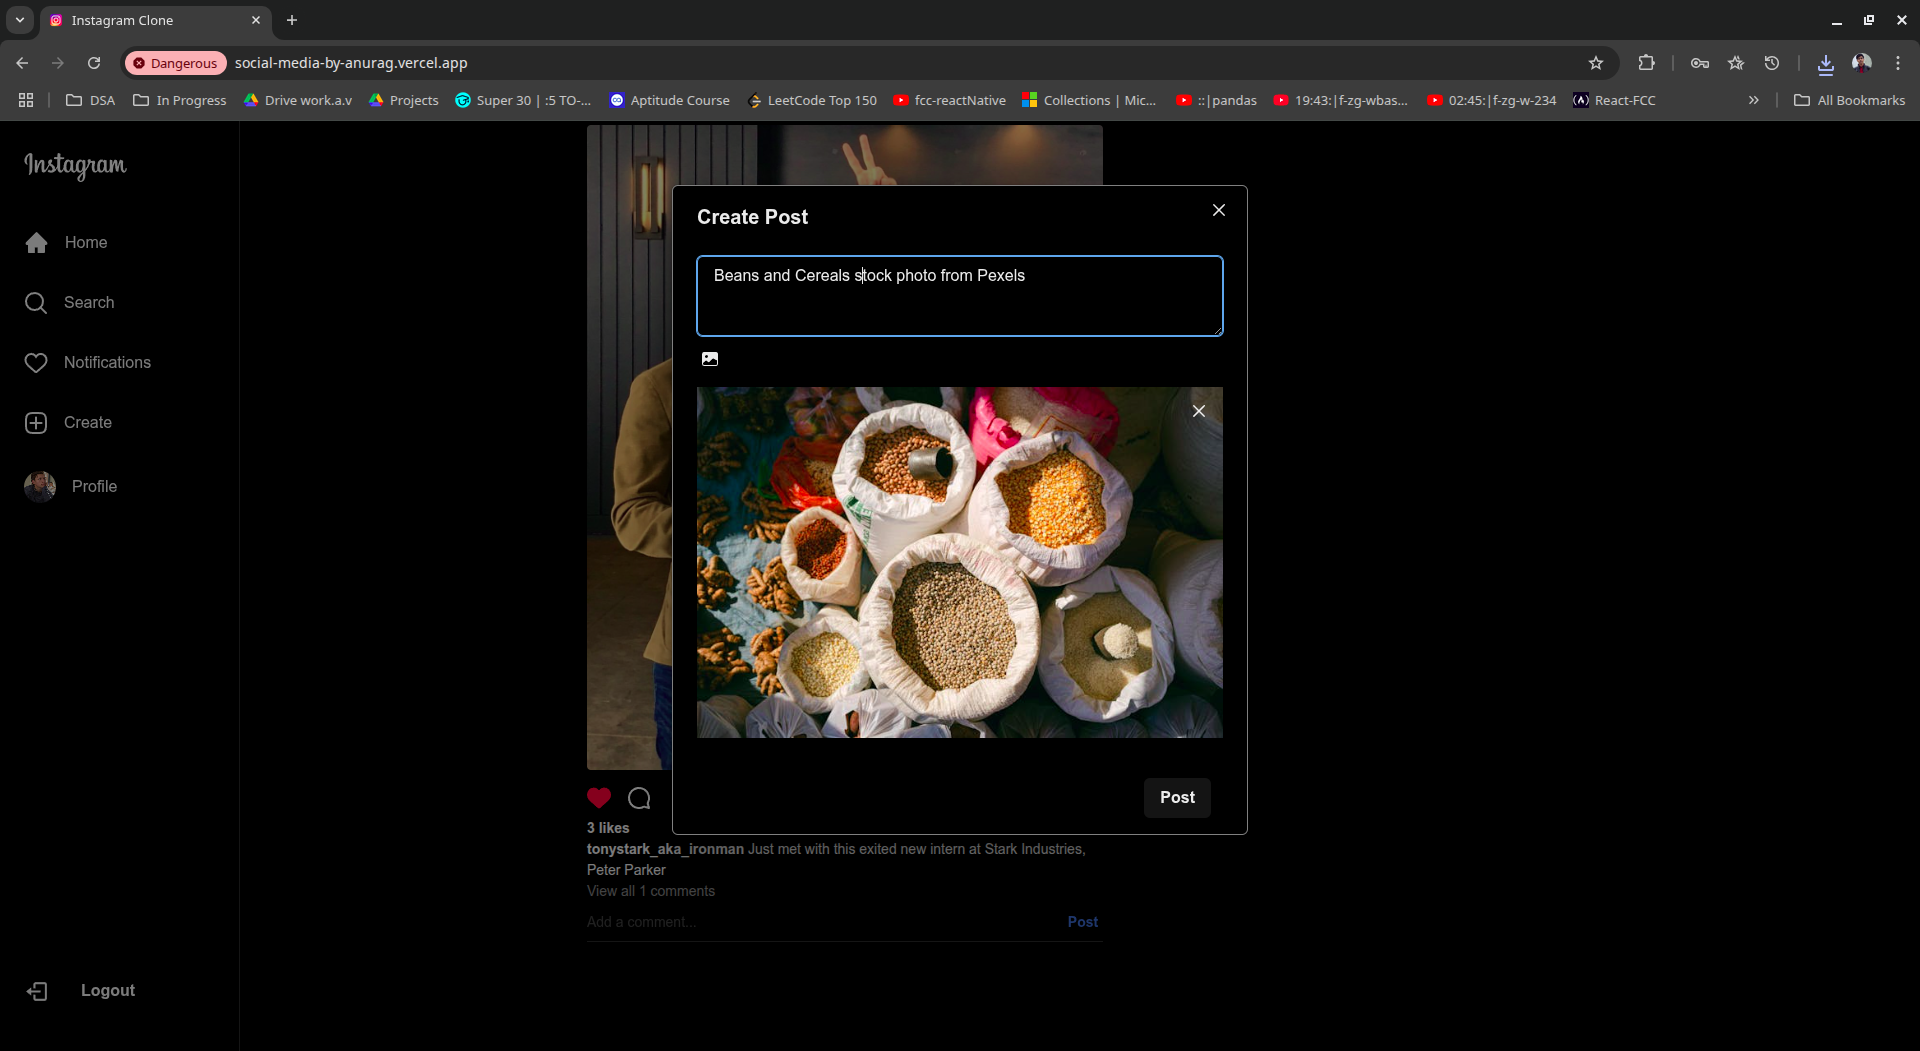 Instagram Clone
Dangerous social-media-by-anurag.vercel.app
DSA In Progress Drive work.a.v Projects Super 30 | :5 TO-... Aptitude Course LeetCode Top 150 fcc-reactNative Collections | Mic... ::|pandas 19:43:|f-zg-wbas... 02:45:|f-zg-w-234 React-FCC » All Bookmarks
Instagram
Home
Search
Notifications
Create
Profile
Logout
Create Post
Beans and Cereals stock photo from Pexels
Post
3 likes
tonystark_aka_ironman Just met with this exited new intern at Stark Industries,
Peter Parker
View all 1 comments
Add a comment... Post